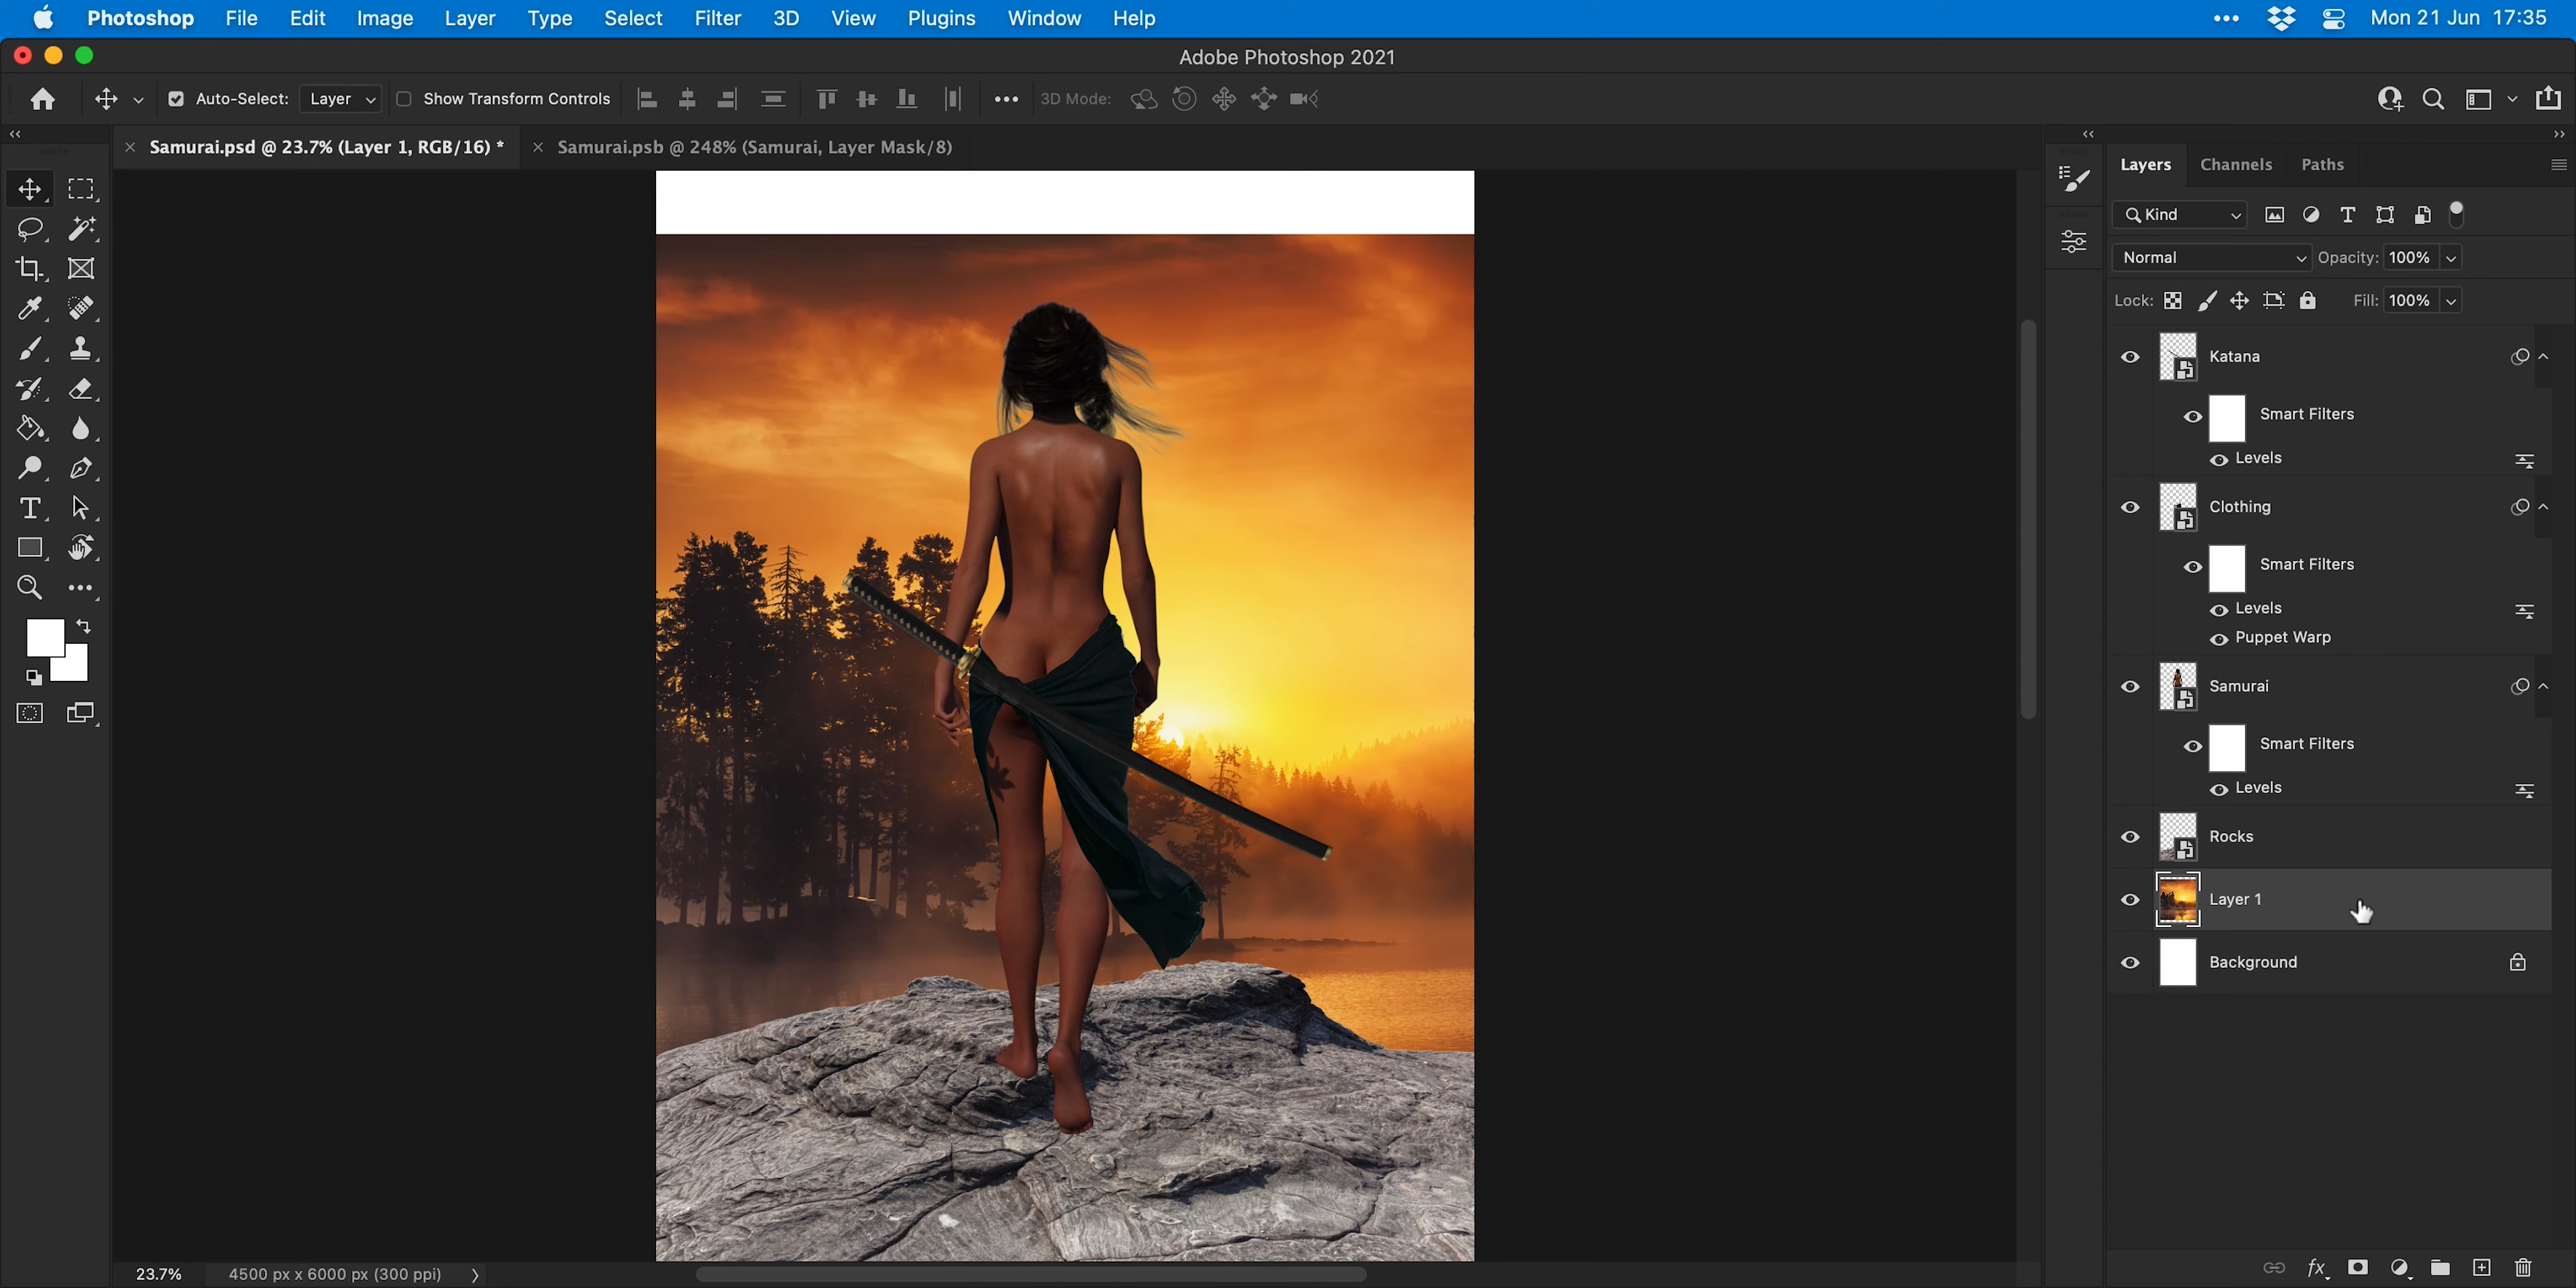 Photoshop File Edit Image Layer Type Select Filter 3D View Plugins Window Help Mon 21 Jun 17:35
Adobe Photoshop 2021
Auto-Select: Layer Show Transform Controls 3D Mode:
Samurai.psd @ 23.7% (Layer 1, RGB/16) * Samurai.psb @ 248% (Samurai, Layer Mask/8)
Layers Channels Paths
Kind
Normal Opacity: 100%
Lock: Fill: 100%
Katana
Smart Filters
Levels
Clothing
Smart Filters
Levels
Puppet Warp
Samurai
Smart Filters
Levels
Rocks
Layer 1
Background
23.7% 4500 px x 6000 px (300 ppi)
fx